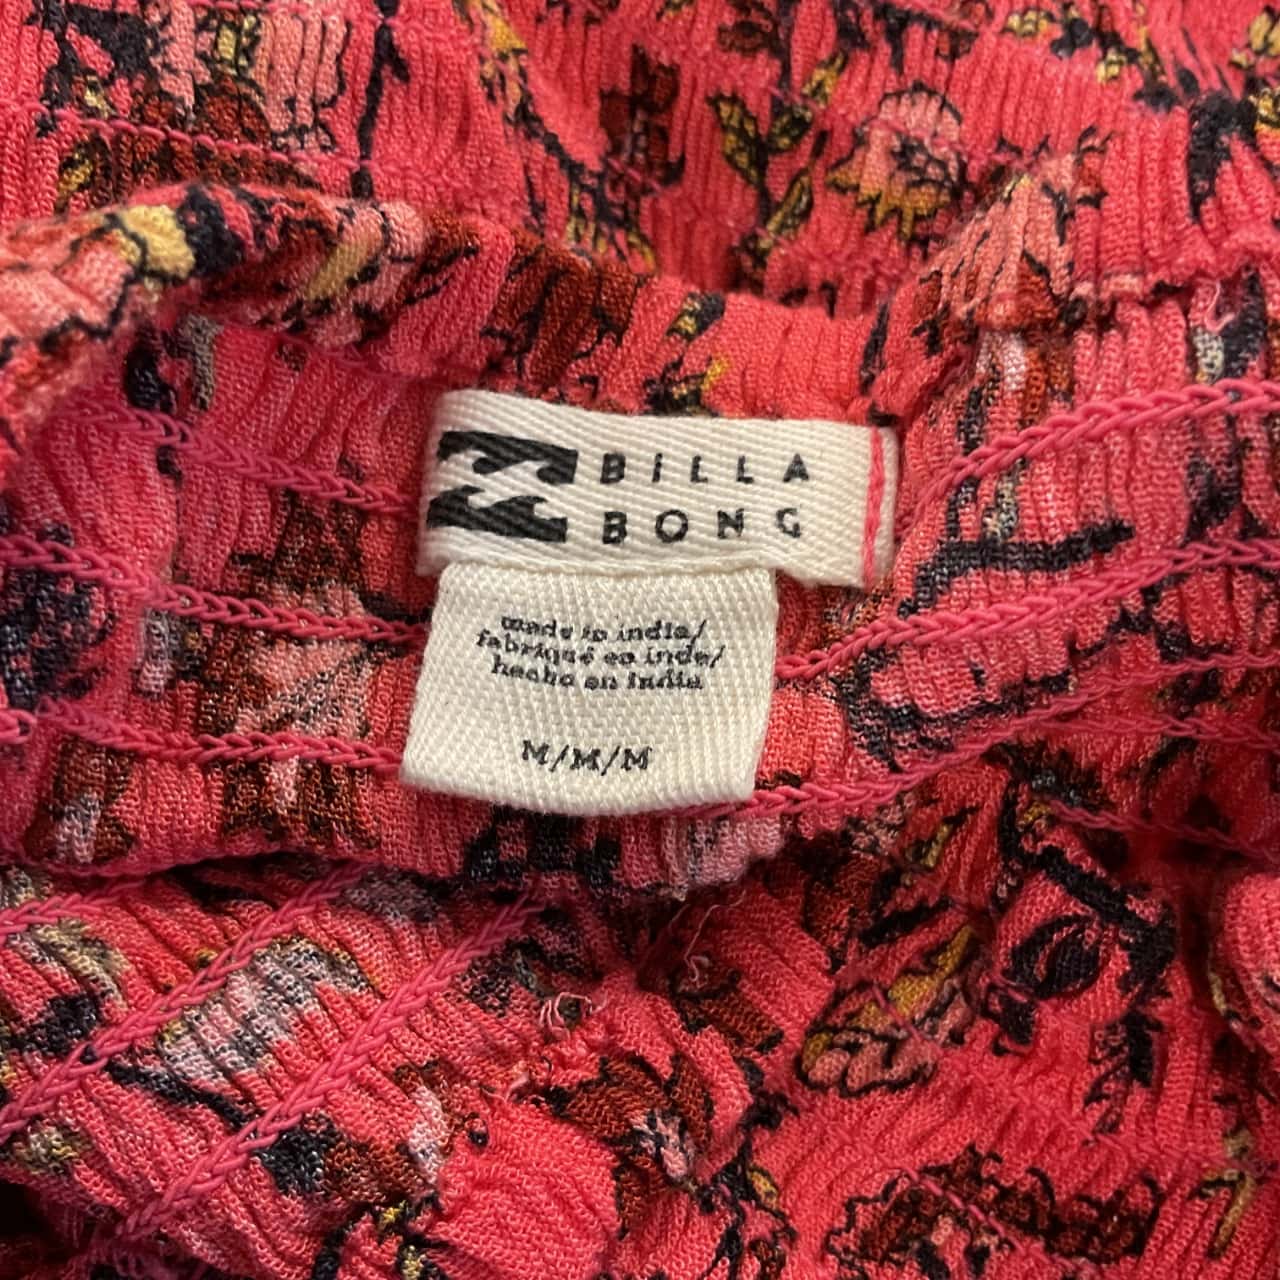 BiLLA
BONG
made in india/
fabriqué en inde/
hecho en India
M/M/M